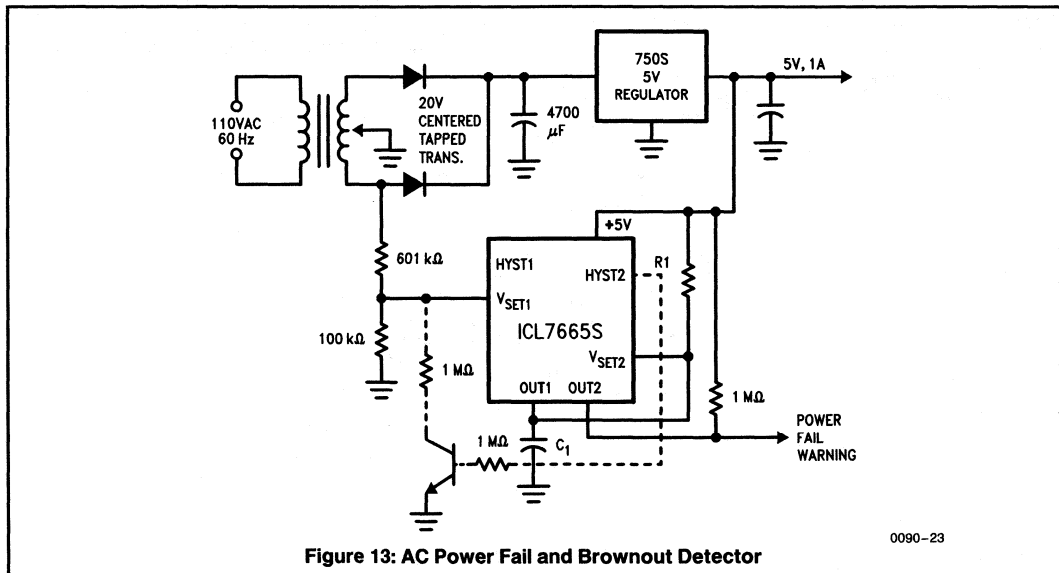 750S
5V
REGULATOR
5V, 1A
20V
CENTERED
TAPPED
TRANS.
4700
μF
110VAC
60 Hz
+5V
601 kΩ
HYST1
HYST2
R1
VSET1
ICL7665S
100 kΩ
VSET2
1 MΩ
OUT1
OUT2
1 MΩ
POWER
FAIL
WARNING
1 MΩ
C1
0090-23
Figure 13: AC Power Fail and Brownout Detector